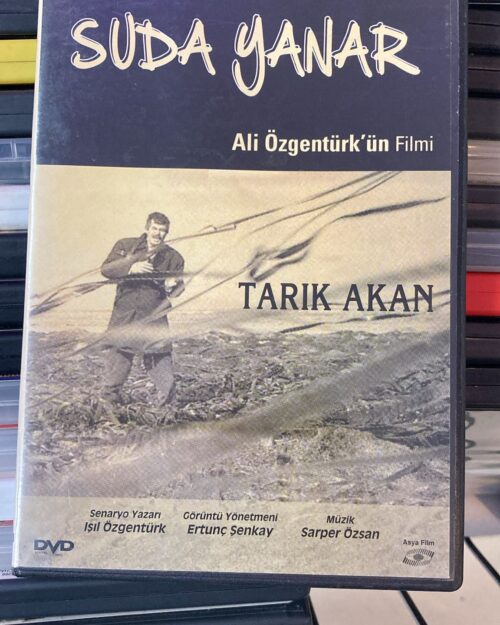 SUDA YANAR
Ali Özgentürk'ün Filmi
TARIK AKAN
Senaryo Yazarı
Işıl Özgentürk
Görüntü Yönetmeni
Ertunç Şenkay
Müzik
Sarper Özsan
DVD
Asya Film